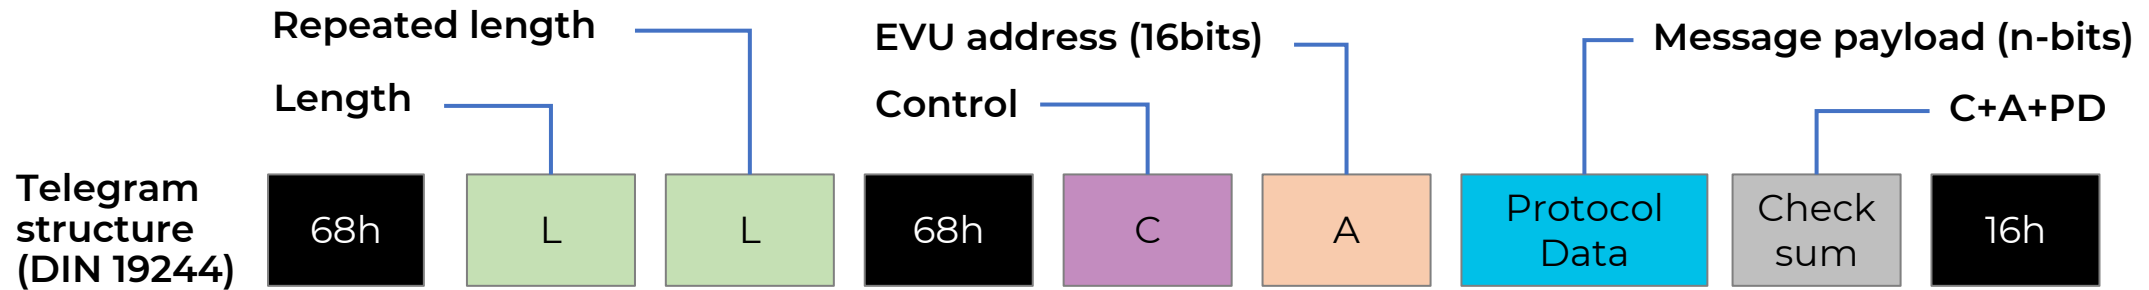 Repeated length
EVU address (16bits)
Message payload (n-bits)
Length
Control
C+A+PD
Telegram
structure
(DIN 19244)
68h
L
L
68h
C
A
Protocol
Data
Check
sum
16h